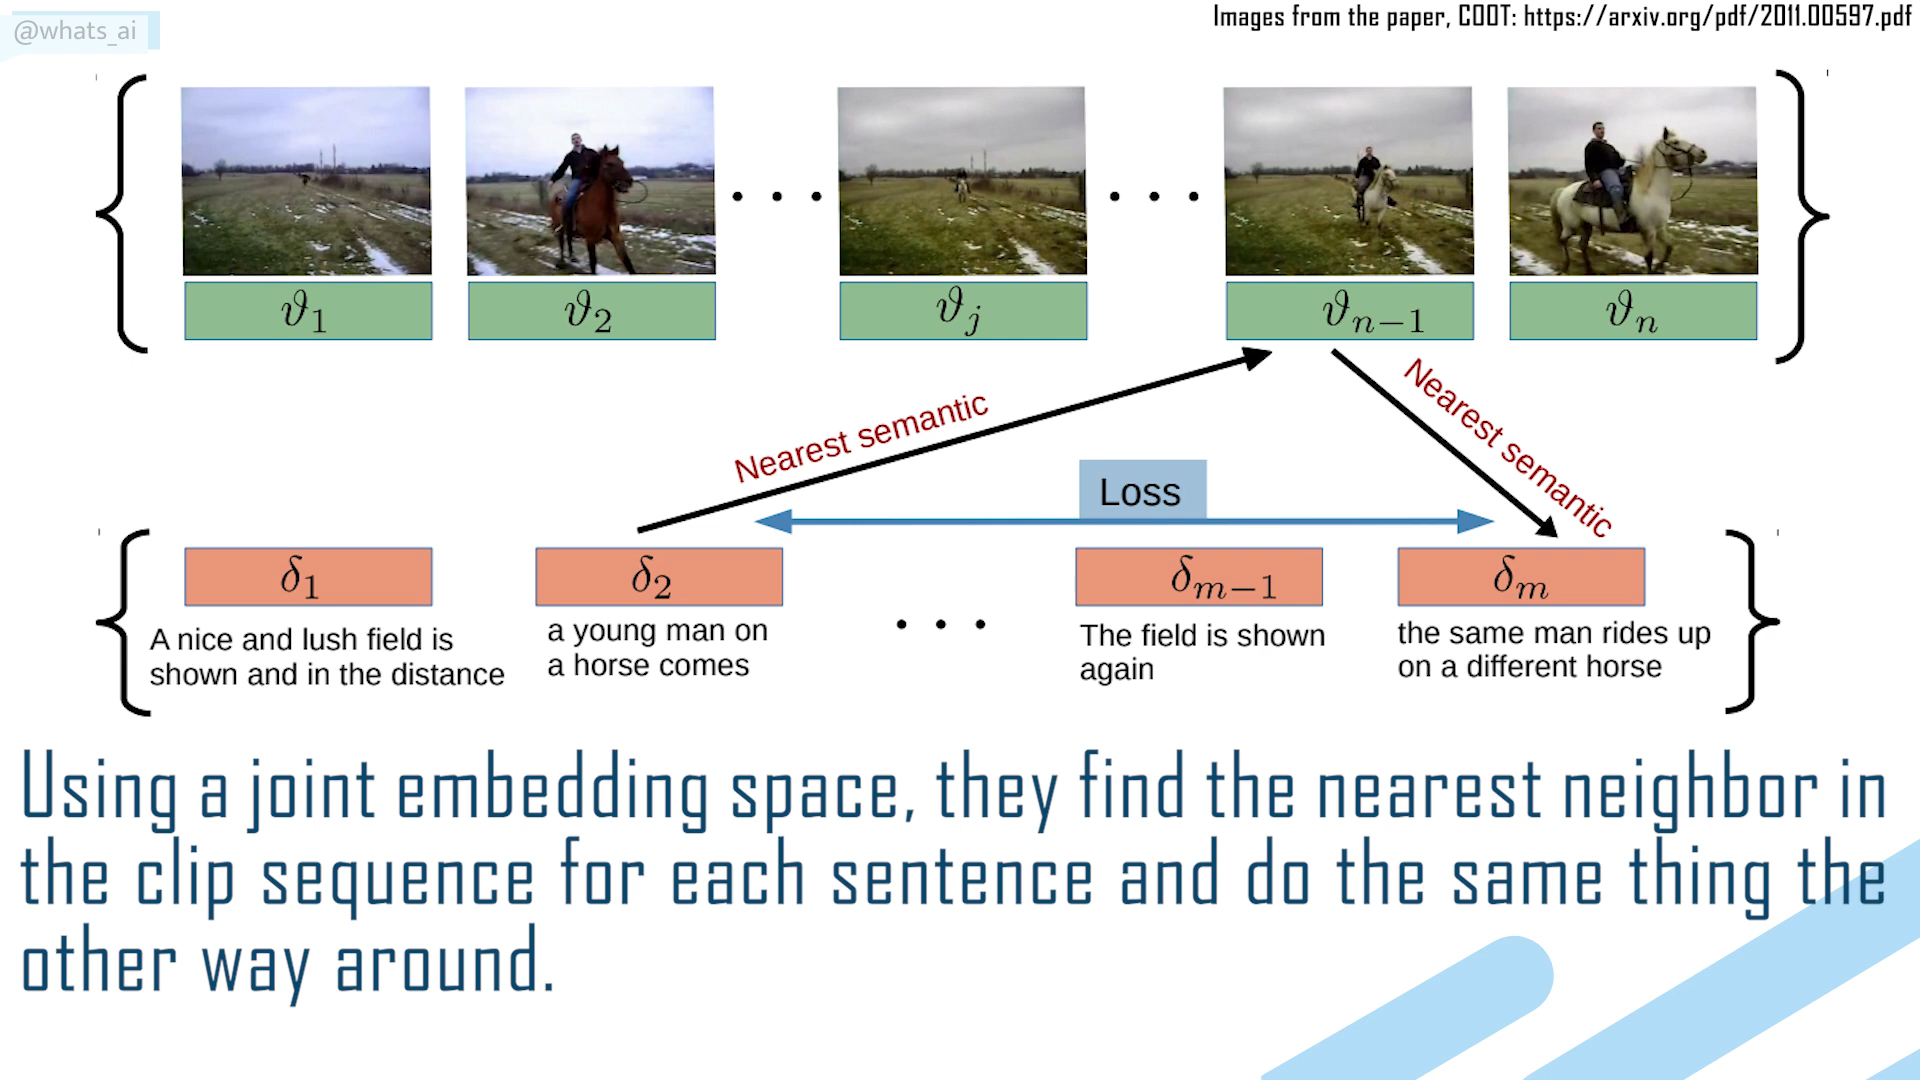 @whats_ai
Images from the paper, COOT: https://arxiv.org/pdf/2011.00597.pdf
ϑ1
ϑ2
ϑj
ϑn−1
ϑn
Nearest semantic
Nearest semantic
Loss
δ1
δ2
δm−1
δm
A nice and lush field is
shown and in the distance
a young man on
a horse comes
The field is shown
again
the same man rides up
on a different horse
Using a joint embedding space, they find the nearest neighbor in
the clip sequence for each sentence and do the same thing the
other way around.